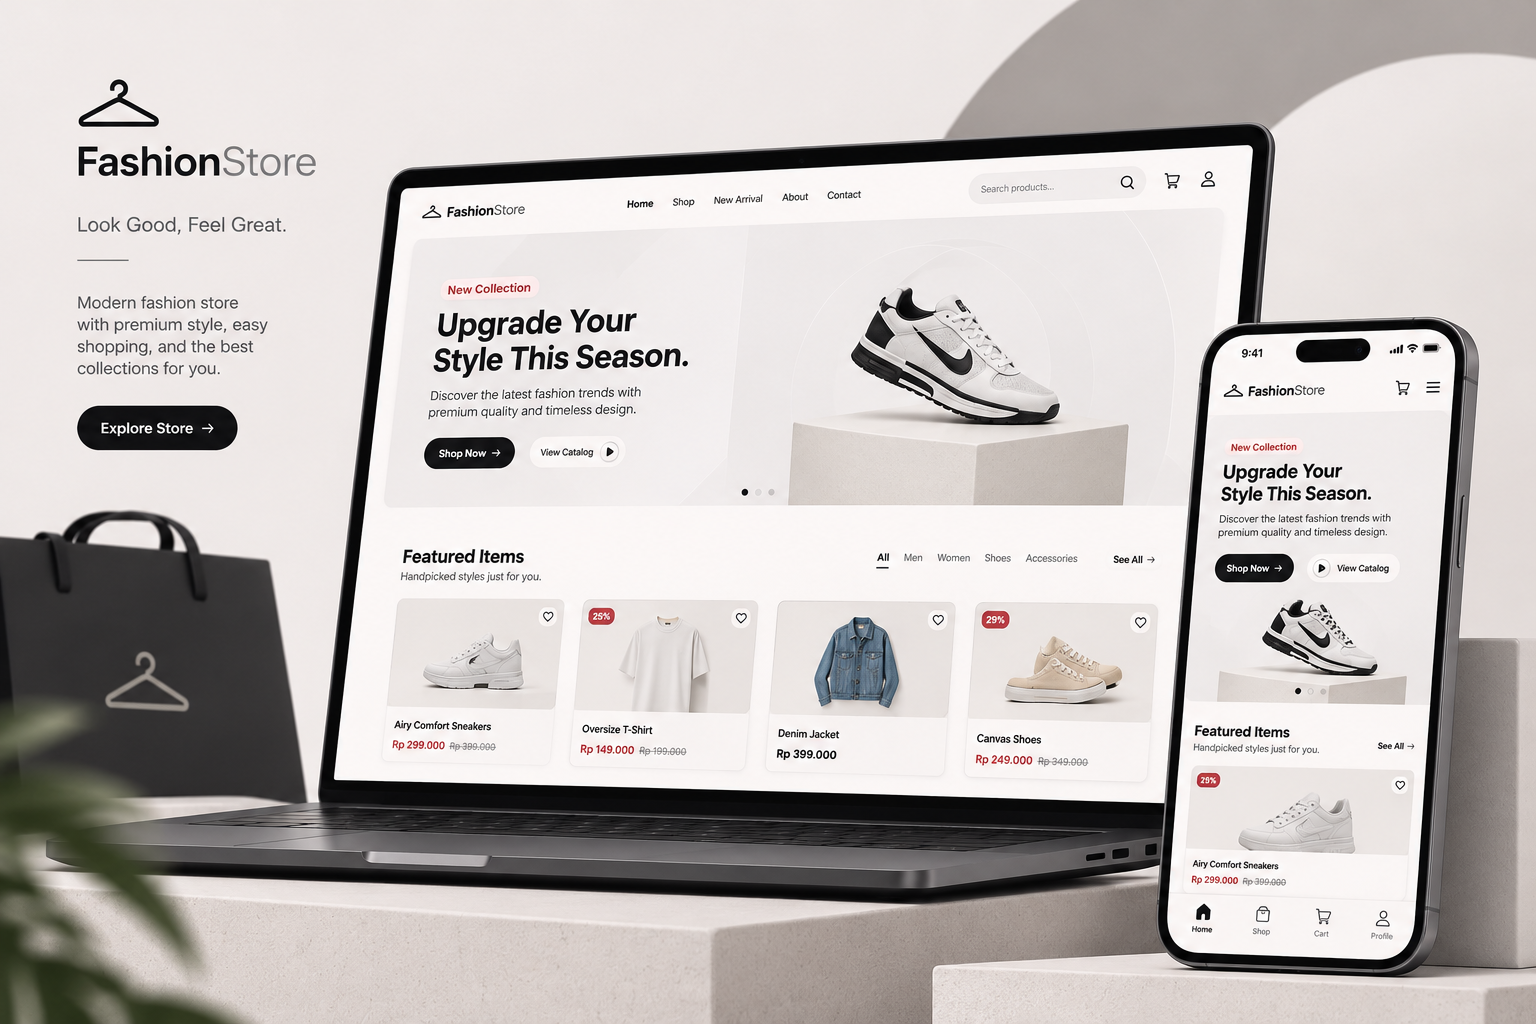 FashionStore
Look Good, Feel Great.
Modern fashion store
with premium style, easy
shopping, and the best
collections for you.
Explore Store →
FashionStore
Home
Shop
New Arrival
About
Contact
Search products...
New Collection
Upgrade Your
Style This Season.
Discover the latest fashion trends with
premium quality and timeless design.
Shop Now →
View Catalog
Featured Items
Handpicked styles just for you.
All
Men
Women
Shoes
Accessories
See All →
Airy Comfort Sneakers
Rp 299.000 Rp 399.000
25%
Oversize T-Shirt
Rp 149.000 Rp 199.000
Denim Jacket
Rp 399.000
29%
Canvas Shoes
Rp 249.000 Rp 349.000
9:41
FashionStore
New Collection
Upgrade Your
Style This Season.
Discover the latest fashion trends with
premium quality and timeless design.
Shop Now →
View Catalog
Featured Items
Handpicked styles just for you.
See All →
25%
Airy Comfort Sneakers
Rp 299.000 Rp 399.000
Home
Shop
Cart
Profile